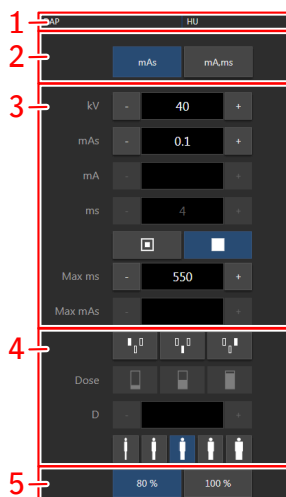 1 AP HU
2 mAs mA,ms
3 kV - 40 +
mAs - 0.1 +
mA - +
ms - 4 +
Max ms - 550 +
Max mAs - +
4
Dose
D - +
5 80 % 100 %